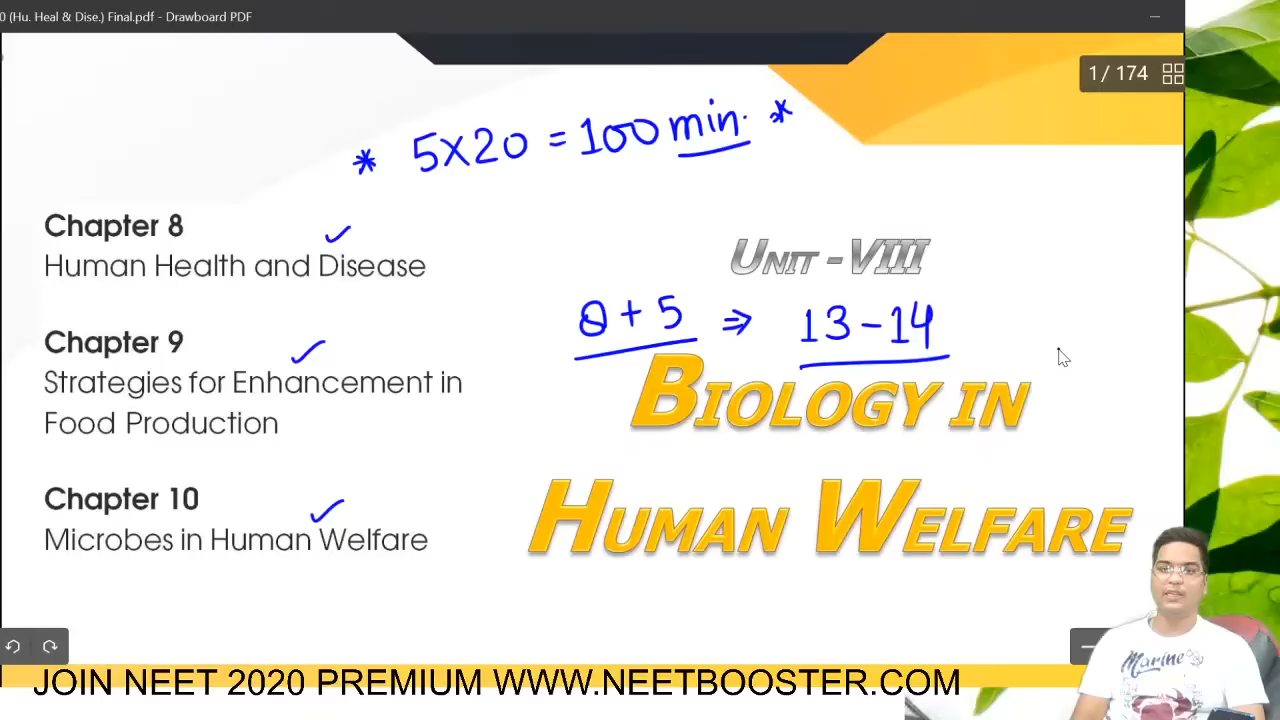 0 (Hu. Heal & Dise.) Final.pdf - Drawboard PDF
1 / 174
* 5X20 = 100 min. *
Chapter 8
Human Health and Disease
Chapter 9
Strategies for Enhancement in
Food Production
Chapter 10
Microbes in Human Welfare
UNIT -VIII
8 + 5 ⇒ 13-14
BIOLOGY IN
HUMAN WELFARE
Marine
JOIN NEET 2020 PREMIUM WWW.NEETBOOSTER.COM